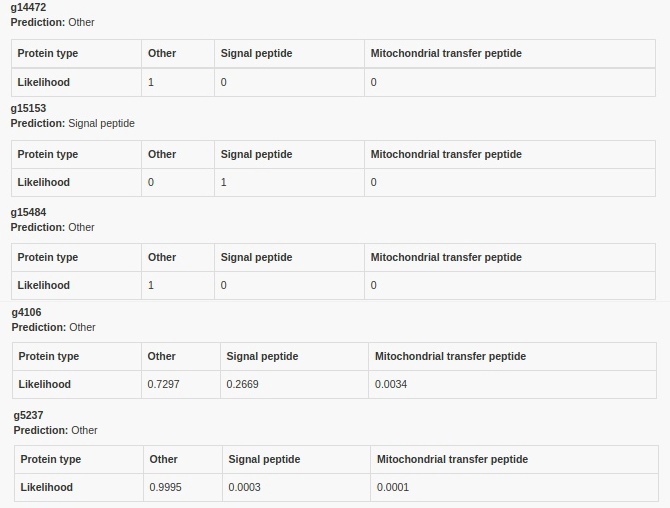 g14472
Prediction: Other
Protein type Other Signal peptide Mitochondrial transfer peptide
Likelihood 1 0 0
g15153
Prediction: Signal peptide
Protein type Other Signal peptide Mitochondrial transfer peptide
Likelihood 0 1 0
g15484
Prediction: Other
Protein type Other Signal peptide Mitochondrial transfer peptide
Likelihood 1 0 0
g4106
Prediction: Other
Protein type Other Signal peptide Mitochondrial transfer peptide
Likelihood 0.7297 0.2669 0.0034
g5237
Prediction: Other
Protein type Other Signal peptide Mitochondrial transfer peptide
Likelihood 0.9995 0.0003 0.0001